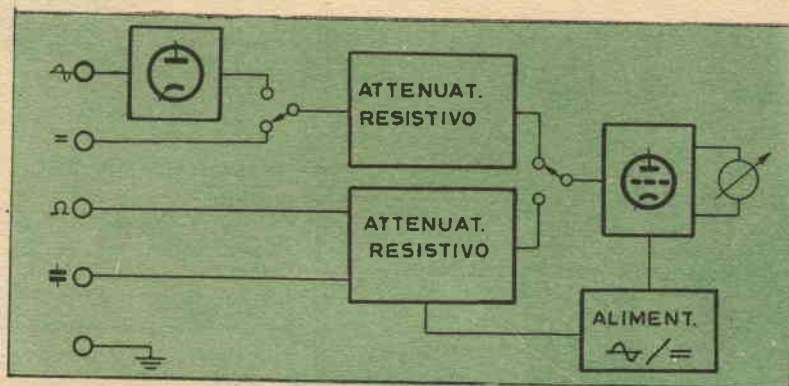 ATTENUAT.
RESISTIVO
=
Ω
ATTENUAT.
RESISTIVO
ALIMENT.
/ =